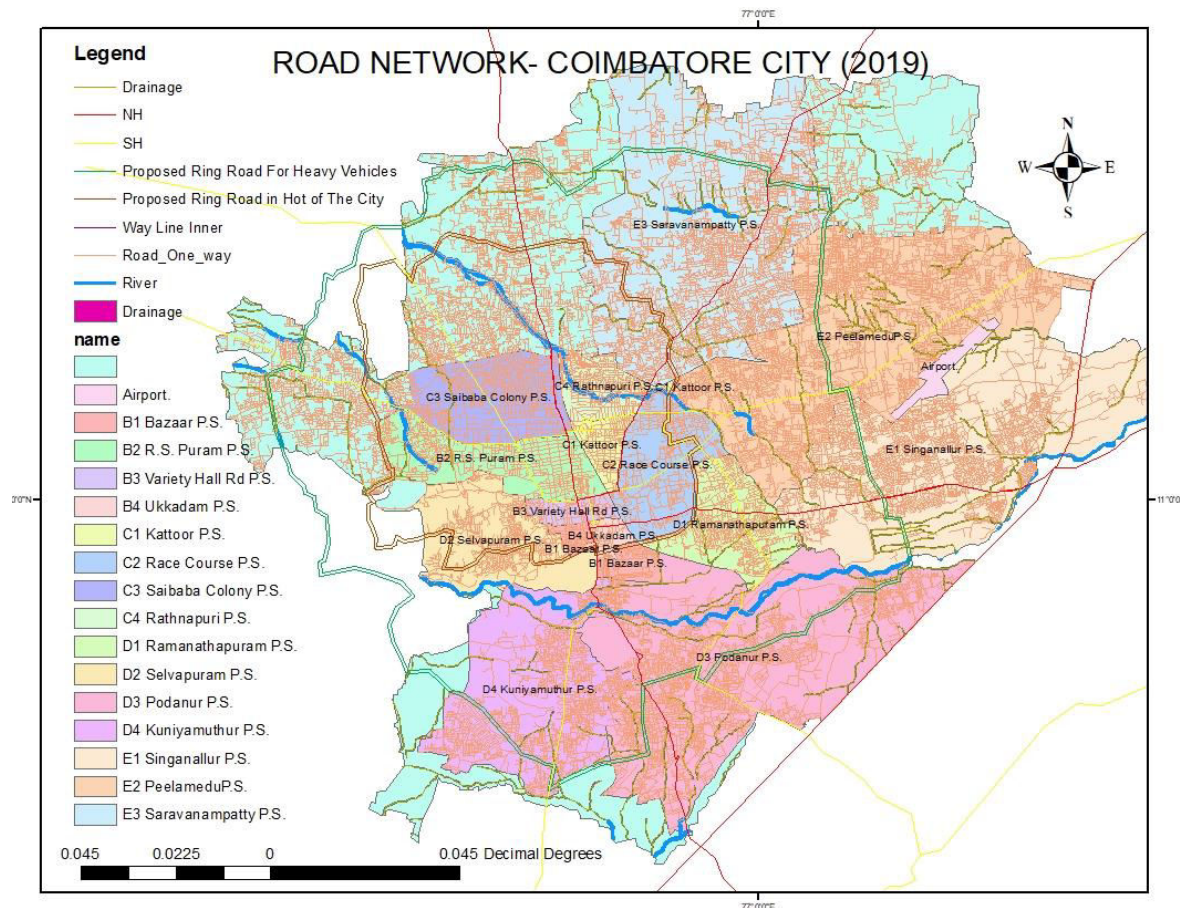 77°0'0"E
ROAD NETWORK- COIMBATORE CITY (2019)
Legend
Drainage
NH
SH
Proposed Ring Road For Heavy Vehicles
Proposed Ring Road in Hot of The City
Way Line Inner
Road_One_way
River
Drainage
name
Airport.
B1 Bazaar P.S.
B2 R.S. Puram P.S.
B3 Variety Hall Rd P.S.
B4 Ukkadam P.S.
C1 Kattoor P.S.
C2 Race Course P.S.
C3 Saibaba Colony P.S.
C4 Rathnapuri P.S.
D1 Ramanathapuram P.S.
D2 Selvapuram P.S.
D3 Podanur P.S.
D4 Kuniyamuthur P.S.
E1 Singanallur P.S.
E2 PeelameduP.S.
E3 Saravanampatty P.S.
0.045 0.0225 0 0.045 Decimal Degrees
N
W E
S
E3 Saravanampatty P.S.
E2 PeelameduP.S.
Airport.
C4 Rathnapuri P.S.
C1 Kattoor P.S.
C3 Saibaba Colony P.S.
C1 Kattoor P.S.
E1 Singanallur P.S.
B2 R.S. Puram P.S.
C2 Race Course P.S.
0'0"N
11°0'0
B3 Variety Hall Rd P.S.
D1 Ramanathapuram P.S.
D2 Selvapuram P.S.
B4 Ukkadam P.S.
B1 Bazaar P.S.
B1 Bazaar P.S.
D3 Podanur P.S.
D4 Kuniyamuthur P.S.
77°0'0"E